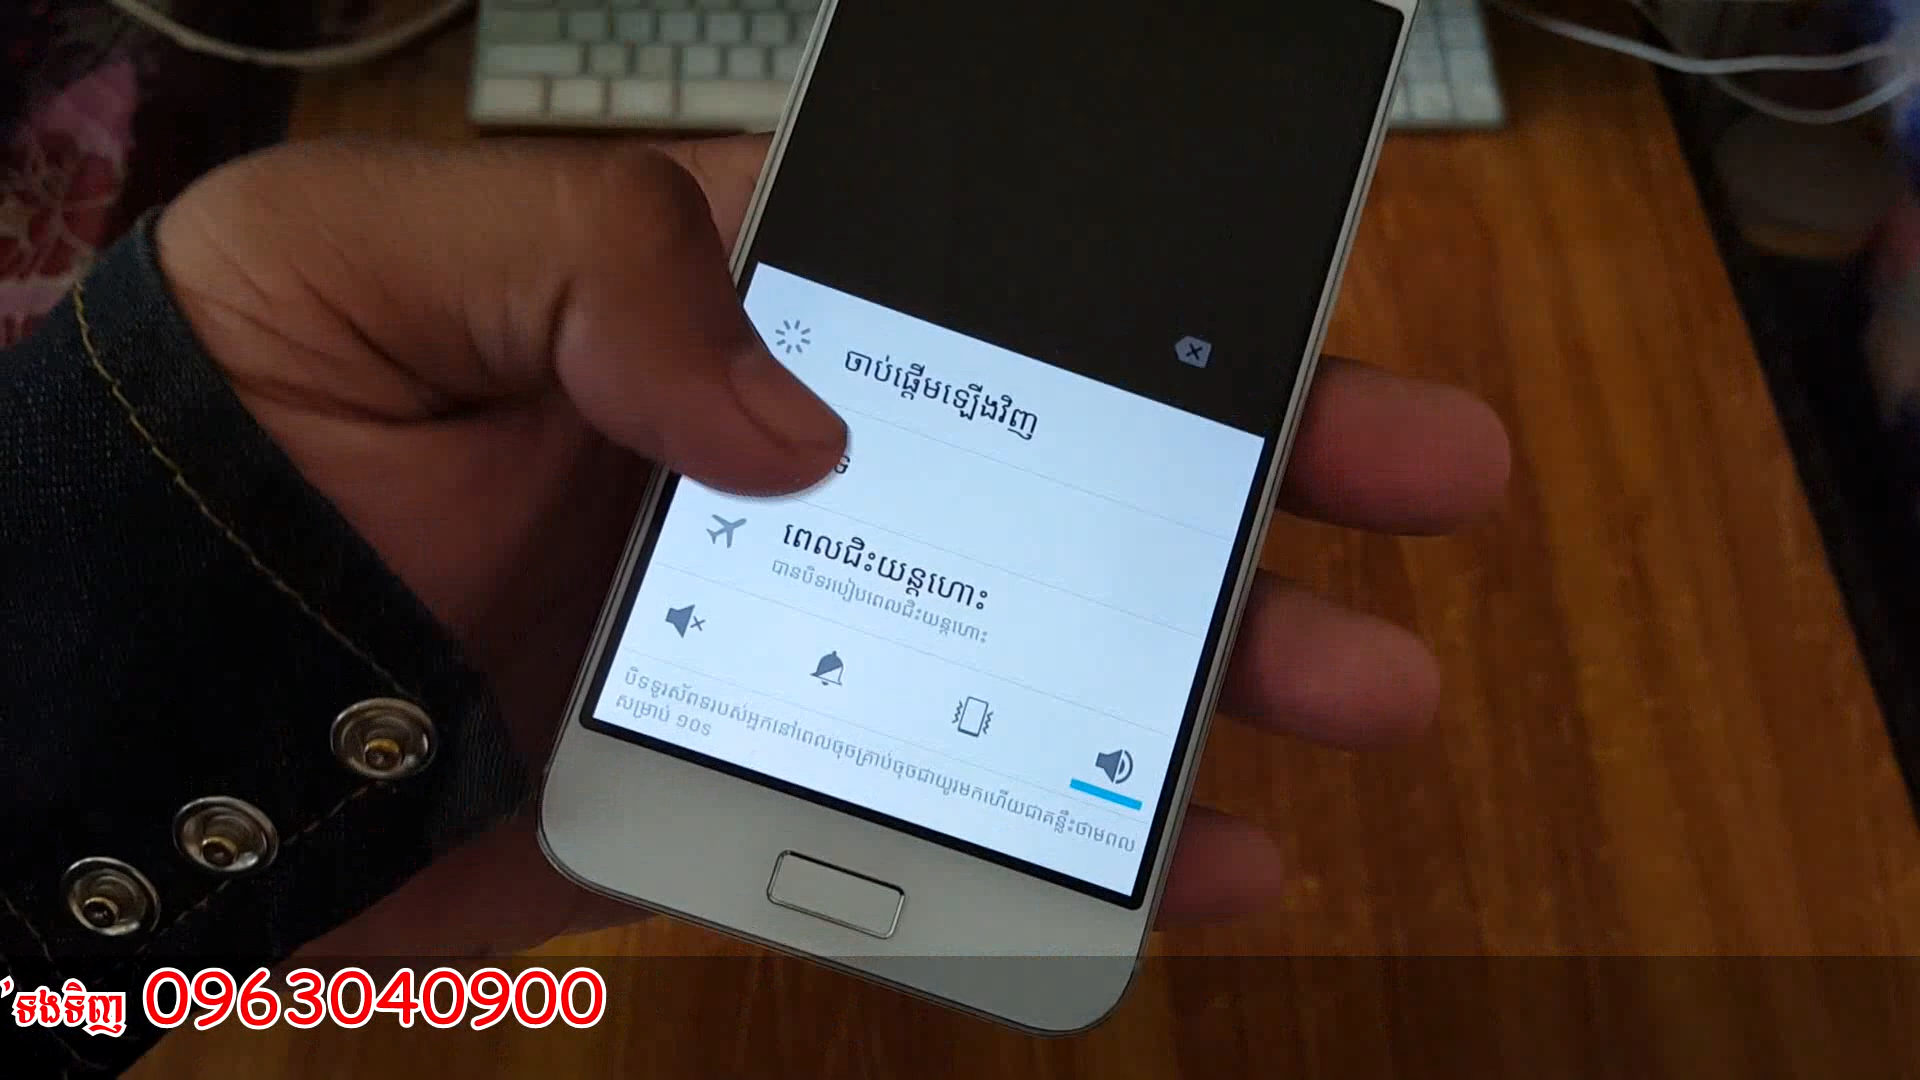 ចាប់ផ្ដើមឡើងវិញ
ពេលជិះយន្តហោះ
បានបិទរបៀបពេលជិះយន្តហោះ
បិទទូរស័ពទរបស់អ្នកនៅពេលចុចគ្រាប់ចុចជាយូរមកហើយជាគន្លឹះថាមពល
សម្រាប់ ១០s
ទងទិញ 0963040900